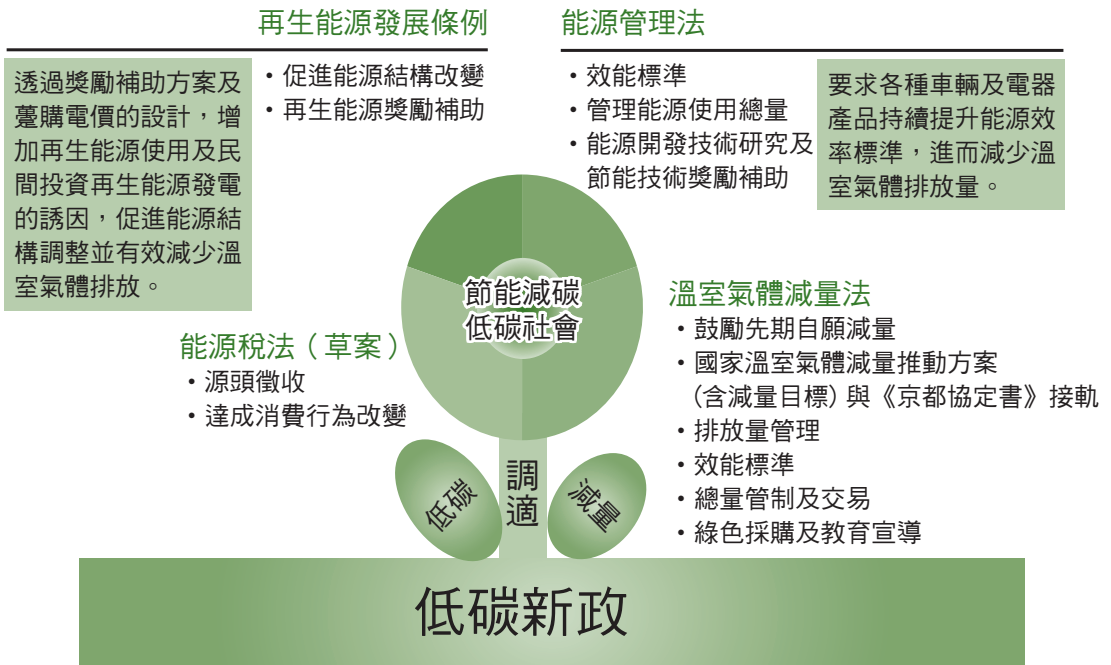 再生能源發展條例
透過獎勵補助方案及
躉購電價的設計，增
加再生能源使用及民
間投資再生能源發電
的誘因，促進能源結
構調整並有效減少溫
室氣體排放。
・促進能源結構改變
・再生能源獎勵補助
能源管理法
・效能標準
・管理能源使用總量
・能源開發技術研究及
節能技術獎勵補助
要求各種車輛及電器
產品持續提升能源效
率標準，進而減少溫
室氣體排放量。
節能減碳
低碳社會
能源稅法（草案）
・源頭徵收
・達成消費行為改變
溫室氣體減量法
・鼓勵先期自願減量
・國家溫室氣體減量推動方案
(含減量目標)與《京都協定書》接軌
・排放量管理
・效能標準
・總量管制及交易
・綠色採購及教育宣導
低碳
調適
減量
低碳新政